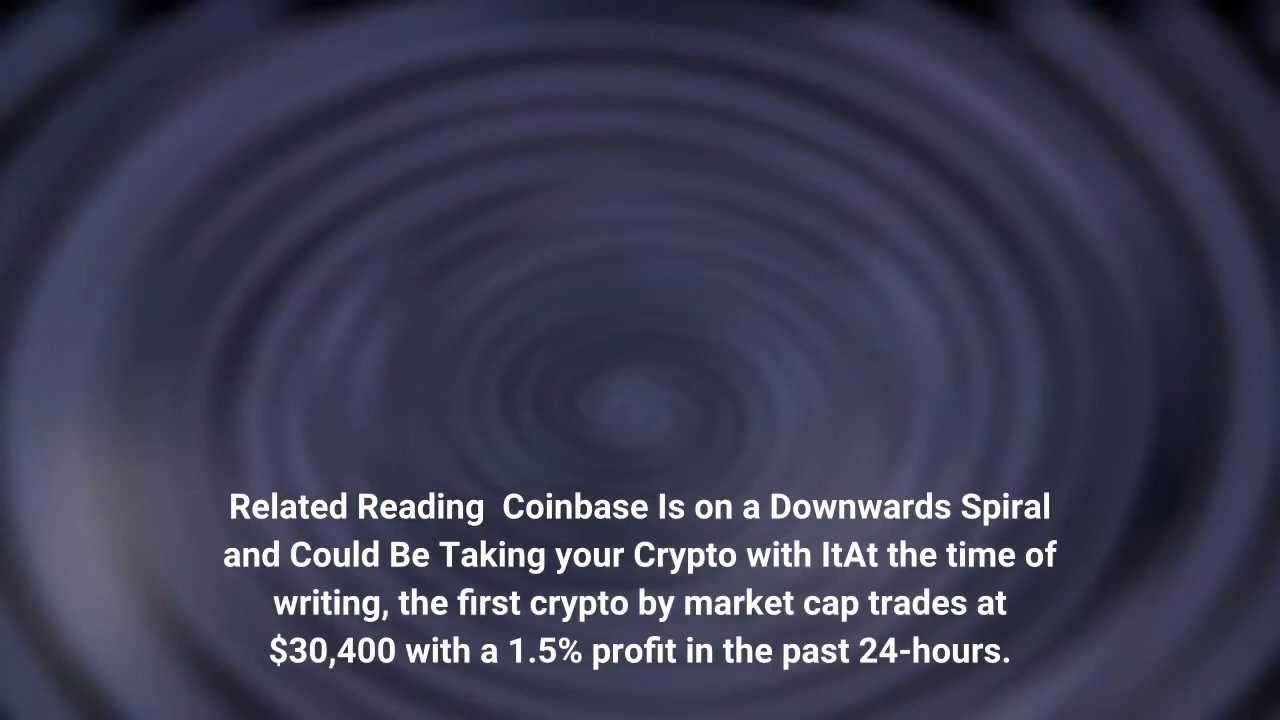 Related Reading  Coinbase Is on a Downwards Spiral
and Could Be Taking your Crypto with ItAt the time of
writing, the first crypto by market cap trades at
$30,400 with a 1.5% profit in the past 24-hours.